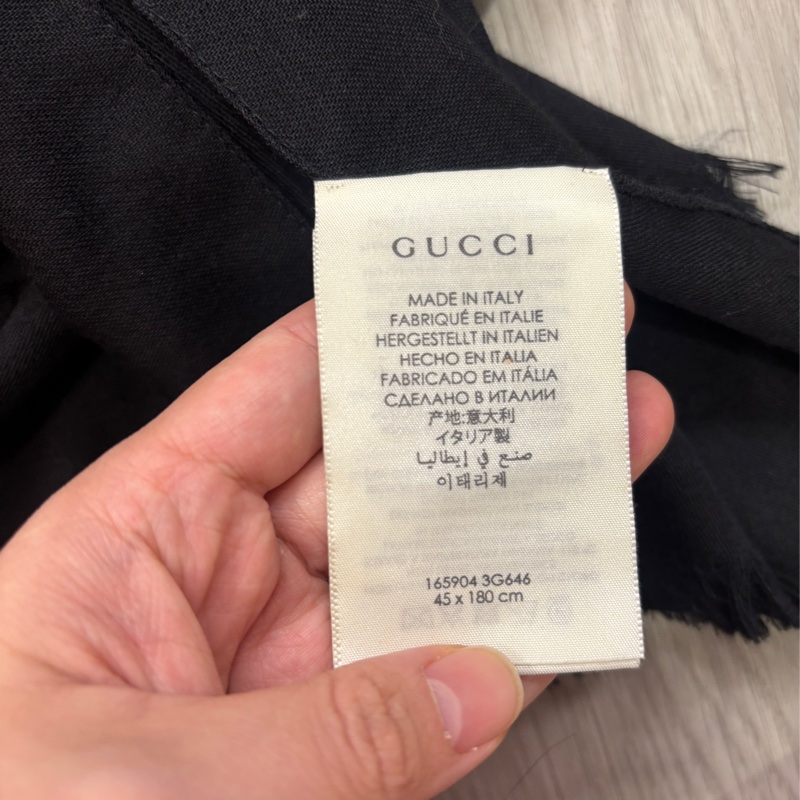 GUCCI
MADE IN ITALY
FABRIQUÉ EN ITALIE
HERGESTELLT IN ITALIEN
HECHO EN ITALIA
FABRICADO EM ITÁLIA
СДЕЛАНО В ИТАЛИИ
产地:意大利
イタリア製
صنع في إيطاليا
이태리제
165904 3G646
45 x 180 cm